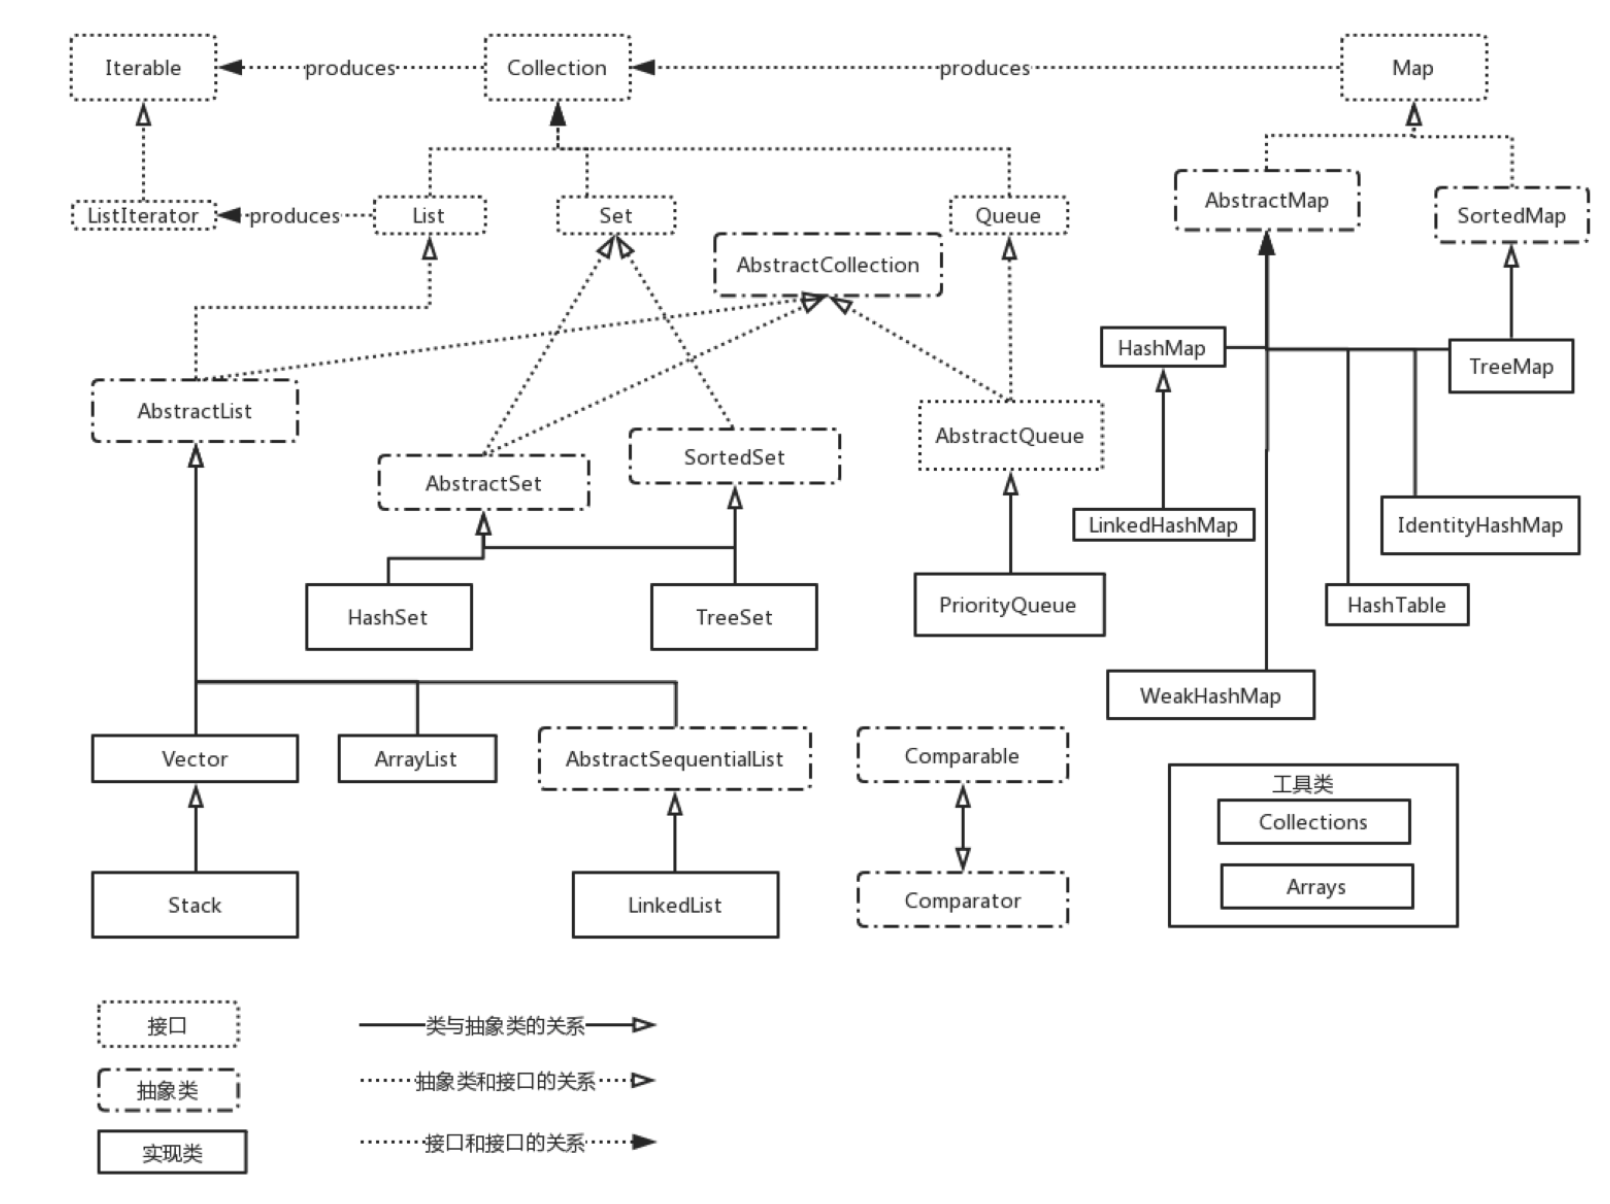 Iterable
produces
Collection
produces
Map
ListIterator
produces
List
Set
Queue
AbstractMap
SortedMap
AbstractCollection
HashMap
TreeMap
AbstractList
AbstractSet
SortedSet
AbstractQueue
LinkedHashMap
IdentityHashMap
HashSet
TreeSet
PriorityQueue
HashTable
WeakHashMap
Vector
ArrayList
AbstractSequentialList
Comparable
工具类
Collections
Arrays
Stack
LinkedList
Comparator
接口
类与抽象类的关系
抽象类
抽象类和接口的关系
实现类
接口和接口的关系